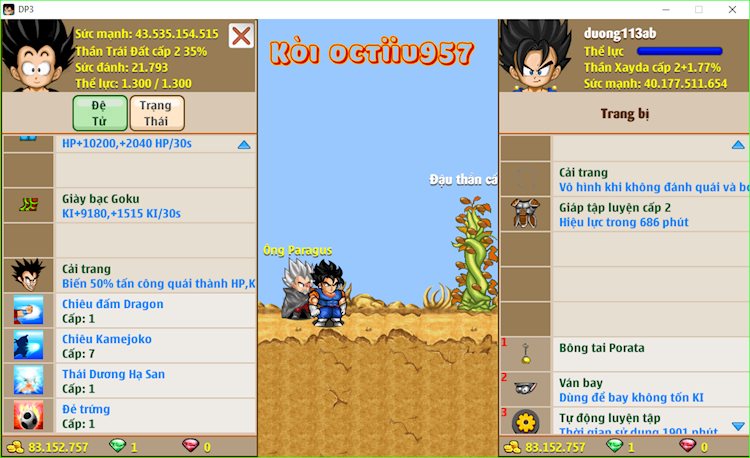 DP3
Sức mạnh: 43.535.154.515
Thần Trái Đất cấp 2 35%
Sức đánh: 21.793
Thể lực: 1.300 / 1.300
Đệ
Tử
Trạng
Thái
HP+10200,+2040 HP/30s
Giày bạc Goku
KI+9180,+1515 KI/30s
Cải trang
Biến 50% tấn công quái thành HP,K
Chiêu đấm Dragon
Cấp: 1
Chiêu Kamejoko
Cấp: 7
Thái Dương Hạ San
Cấp: 1
Đẻ trứng
Cấp: 1
83.152.757
1
0
Kòi octiiu957
Đậu thần cấ
Ông Paragus
duong113ab
Thể lực
Thần Xayda cấp 2+1.77%
Sức mạnh: 40.177.511.654
Trang bị
Cải trang
Vô hình khi không đánh quái và bo
Giáp tập luyện cấp 2
Hiệu lực trong 686 phút
1
Bông tai Porata
2
Ván bay
Dùng để bay không tốn KI
3
Tự động luyện tập
Thời gian sử dụng 1901 phút
83.152.757
1
0